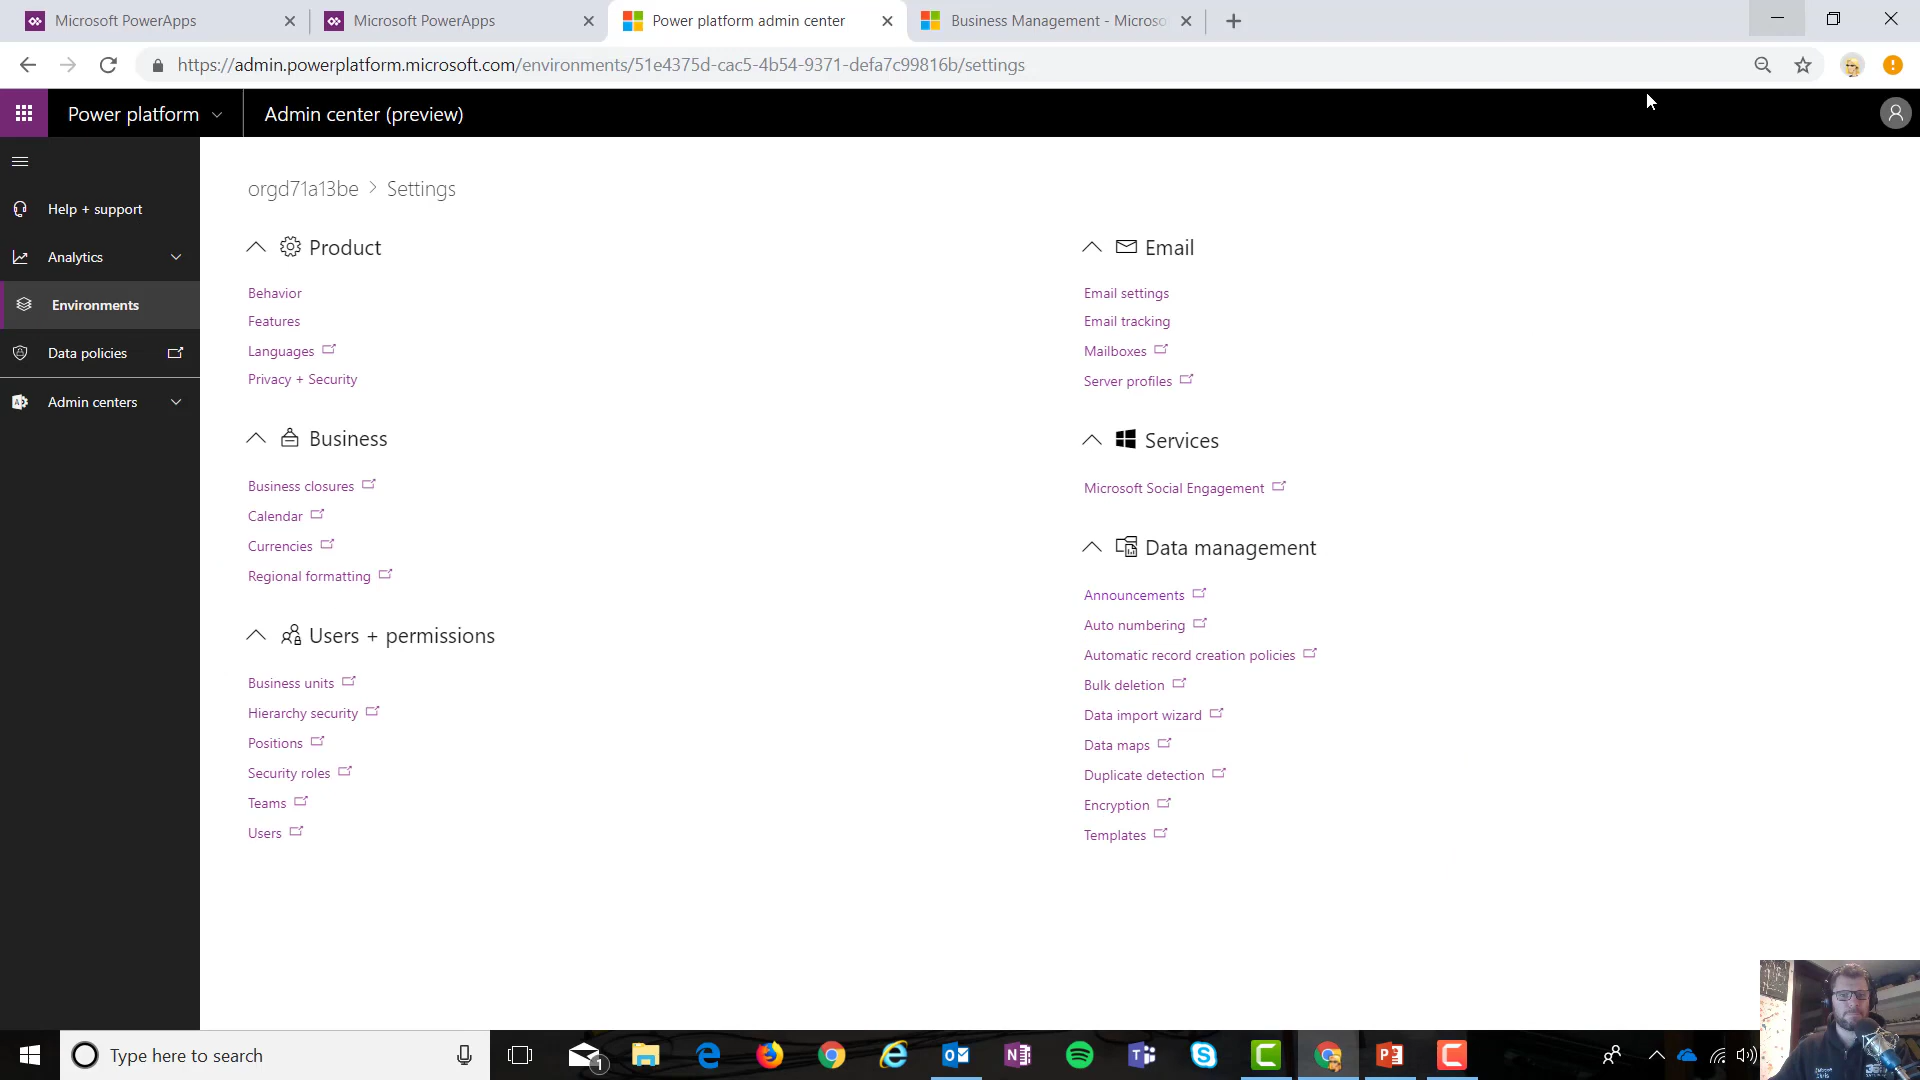 Microsoft PowerApps
Microsoft PowerApps
Power platform admin center
Business Management - Microso
https://admin.powerplatform.microsoft.com/environments/51e4375d-cac5-4b54-9371-defa7c99816b/settings
Power platform
Admin center (preview)
Help + support
Analytics
Environments
Data policies
Admin centers
orgd71a13be > Settings
Product
Behavior
Features
Languages
Privacy + Security
Business
Business closures
Calendar
Currencies
Regional formatting
Users + permissions
Business units
Hierarchy security
Positions
Security roles
Teams
Users
Email
Email settings
Email tracking
Mailboxes
Server profiles
Services
Microsoft Social Engagement
Data management
Announcements
Auto numbering
Automatic record creation policies
Bulk deletion
Data import wizard
Data maps
Duplicate detection
Encryption
Templates
Type here to search
1